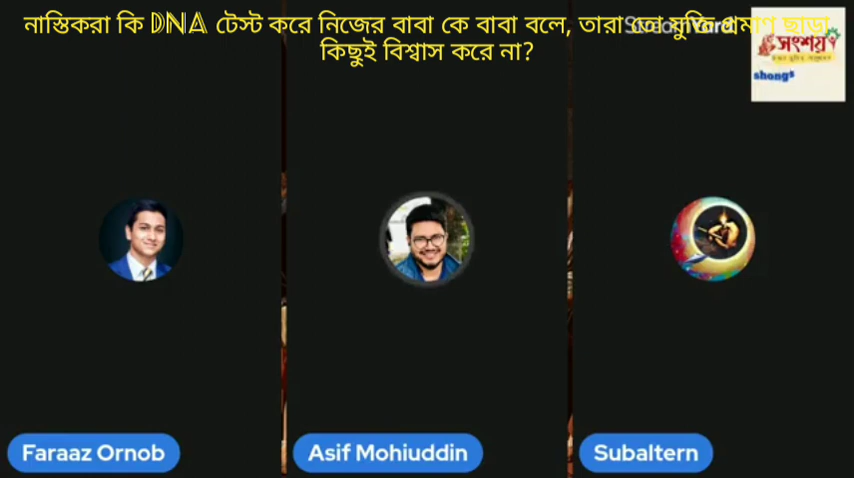 নাস্তিকরা কি DNA টেস্ট করে নিজের বাবা কে বাবা বলে, তারা তো যুক্তি প্রমাণ ছাড়া
কিছুই বিশ্বাস করে না?
সংশয়
shongs
Faraaz Ornob
Asif Mohiuddin
Subaltern